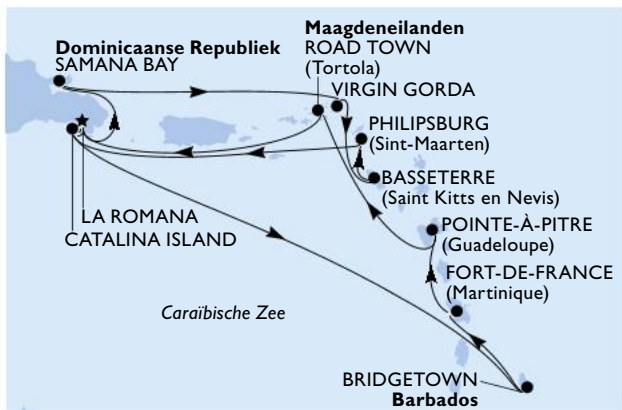 Dominicaanse Republiek
SAMANA BAY
Maagdeneilanden
ROAD TOWN
(Tortola)
VIRGIN GORDA
PHILIPSBURG
(Sint-Maarten)
BASSETERRE
(Saint Kitts en Nevis)
LA ROMANA
CATALINA ISLAND
POINTE-À-PITRE
(Guadeloupe)
FORT-DE-FRANCE
(Martinique)
Caraïbische Zee
BRIDGETOWN
Barbados